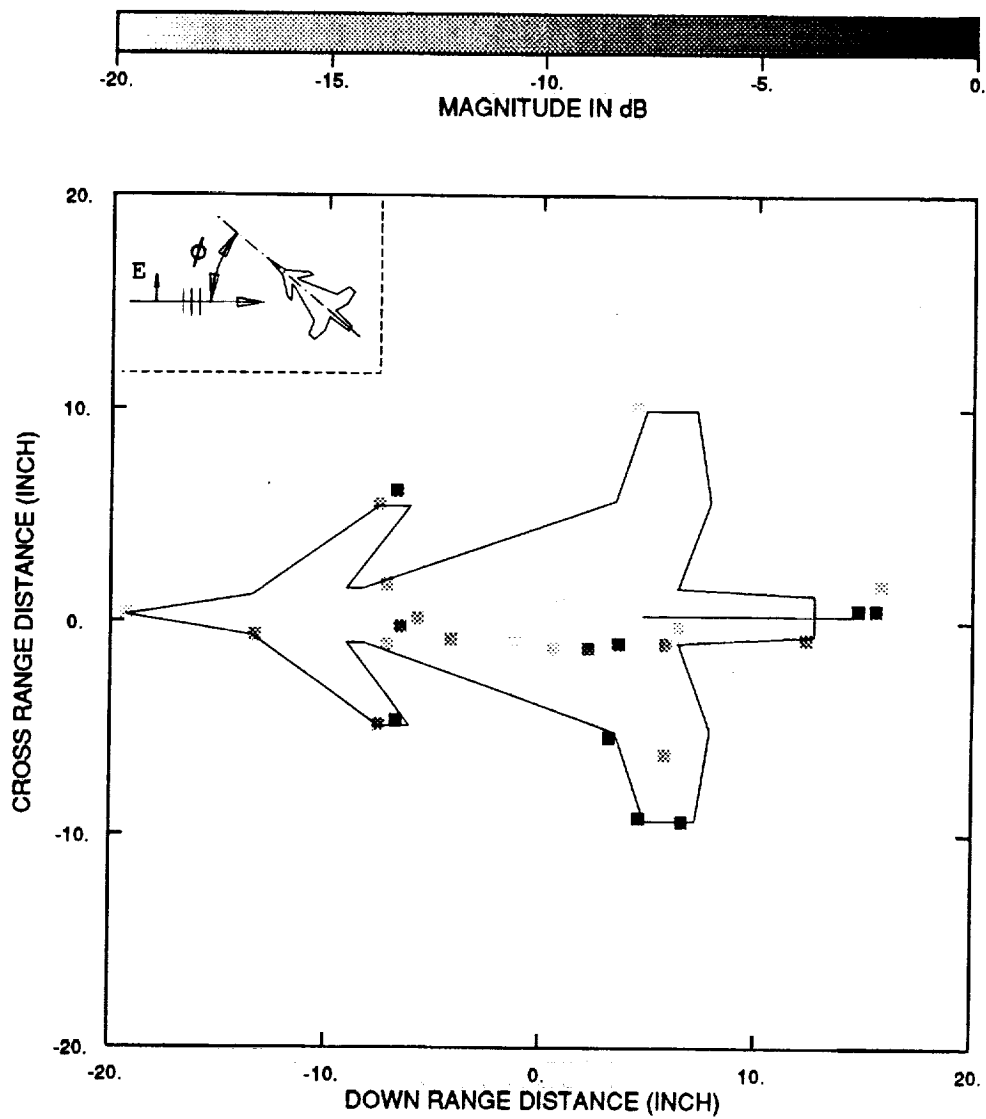 -20. -15. -10. -5. 0.
MAGNITUDE IN dB
20.
ϕ
E
10.
0.
-10.
-20.
CROSS RANGE DISTANCE (INCH)
-20. -10. 0. 10. 20.
DOWN RANGE DISTANCE (INCH)